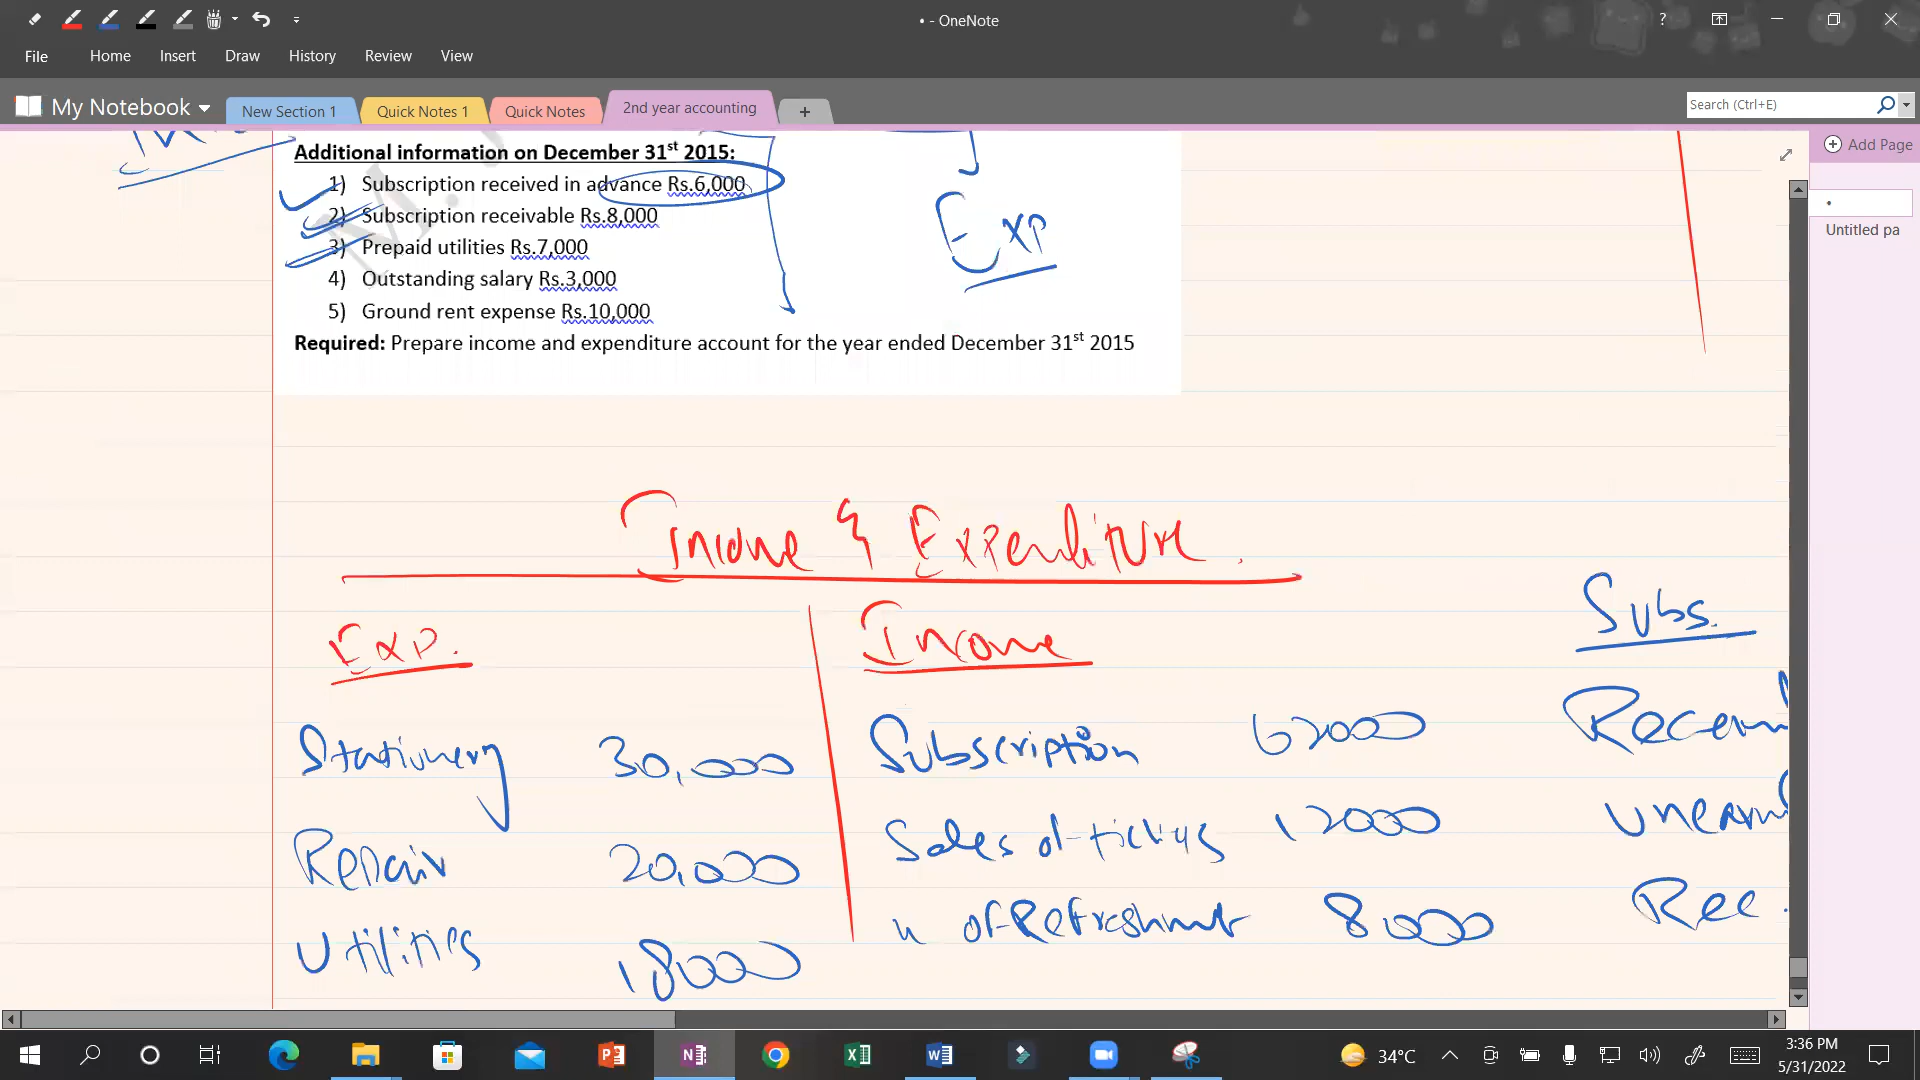 • - OneNote
?
File Home Insert Draw History Review View
My Notebook
New Section 1
Quick Notes 1
Quick Notes
2nd year accounting
+
Search (Ctrl+E)
Add Page
•
Untitled pa
Additional information on December 31st 2015:
1) Subscription received in advance Rs.6,000
2) Subscription receivable Rs.8,000
3) Prepaid utilities Rs.7,000
4) Outstanding salary Rs.3,000
5) Ground rent expense Rs.10,000
Required: Prepare income and expenditure account for the year ended December 31st 2015
Exp
Income & Expenditure
Exp. Income
Subs.
Stationery 30,000 Subscription 62000
Repair 20,000 Sales of tickets 12000
Utilities 18000 " of Refreshmt 8000
Rec.
34°C
3:36 PM
5/31/2022